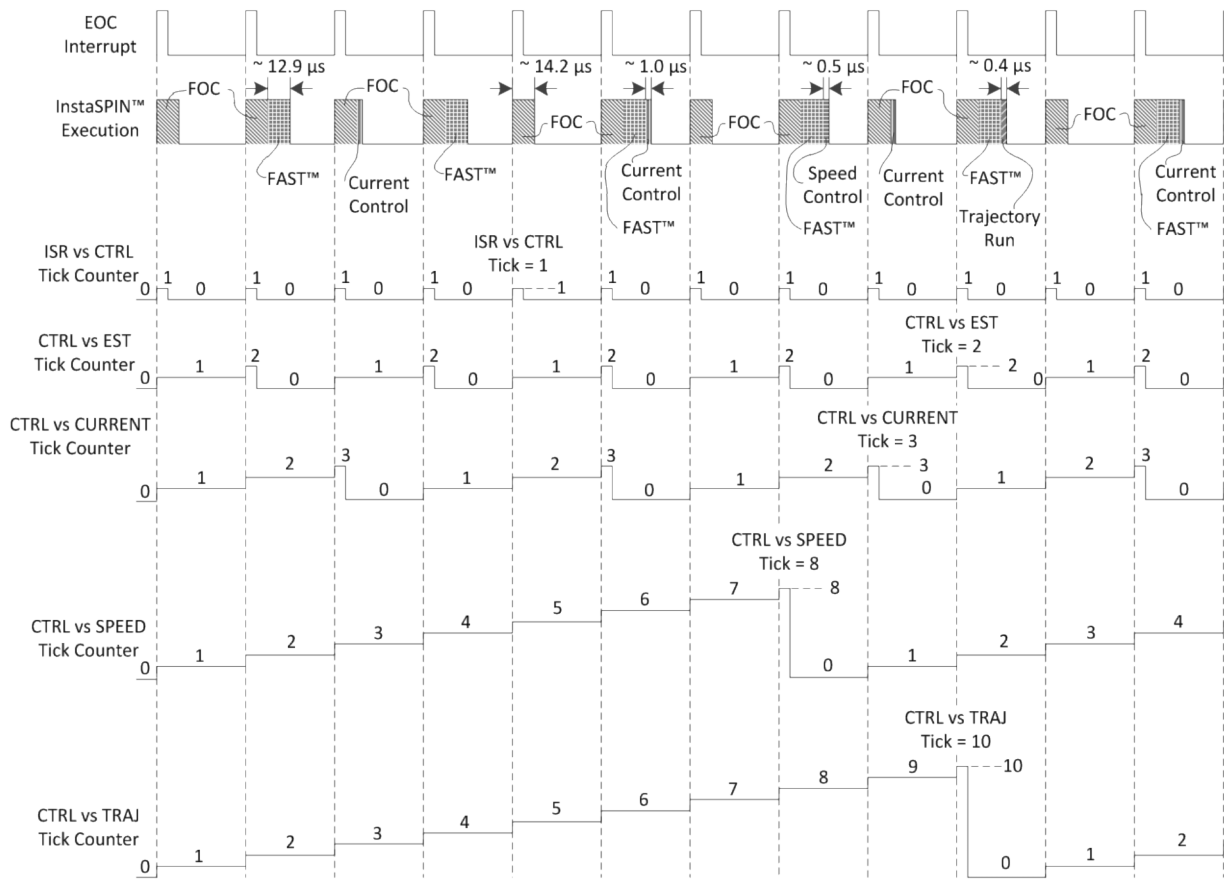 EOC
Interrupt
~ 12.9 µs
~ 14.2 µs
~ 1.0 µs
~ 0.5 µs
~ 0.4 µs
InstaSPIN™
Execution
FOC
FOC
FOC
FOC
FOC
FOC
FOC
FAST™
Current
Control
FAST™
Current
Control
FAST™
Speed
Control
FAST™
Current
Control
FAST™
Trajectory
Run
Current
Control
FAST™
ISR vs CTRL
Tick = 1
ISR vs CTRL
Tick Counter
0 1 0 1 0 1 0 1 0 1 1 1 0 1 0 1 0 1 0 1 0 1 0 1 0
CTRL vs EST
Tick = 2
CTRL vs EST
Tick Counter
0 1 2 0 1 2 0 1 2 0 1 2 0 1 2 2 0 1 2 0
CTRL vs CURRENT
Tick = 3
CTRL vs CURRENT
Tick Counter
0 1 2 3 0 1 2 3 0 1 2 3 3 0 1 2 3 0
CTRL vs SPEED
Tick = 8
CTRL vs SPEED
Tick Counter
0 1 2 3 4 5 6 7 8 0 1 2 3 4
CTRL vs TRAJ
Tick = 10
CTRL vs TRAJ
Tick Counter
0 1 2 3 4 5 6 7 8 9 10 0 1 2